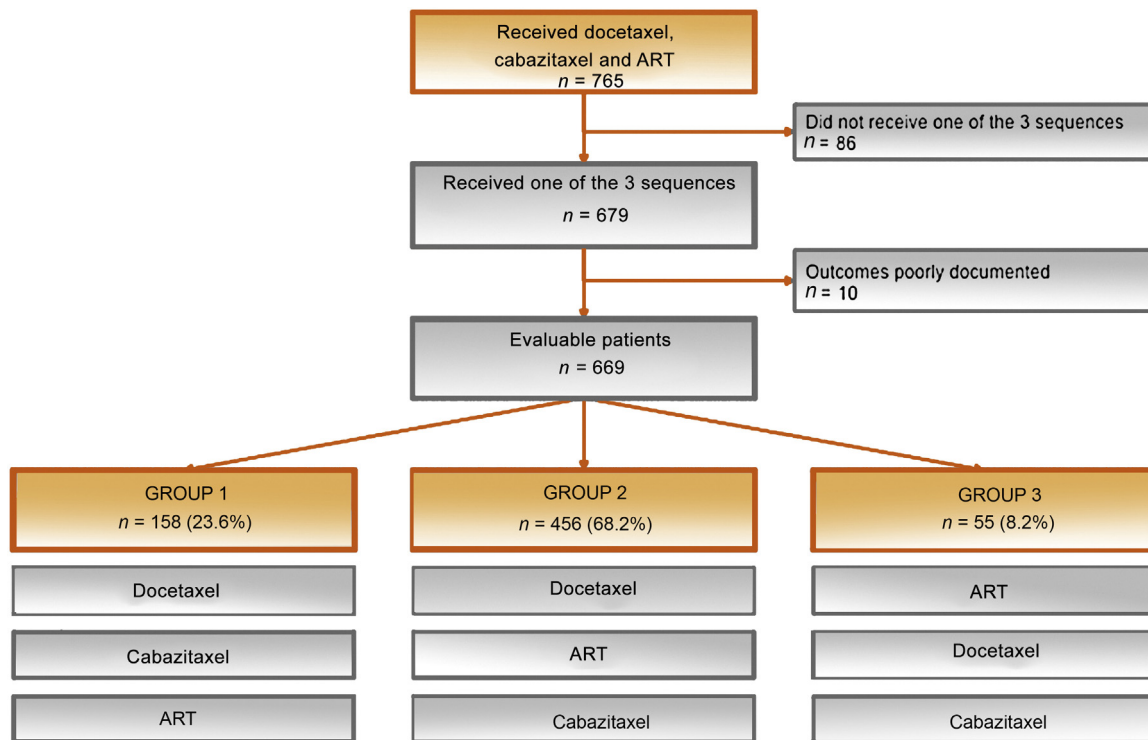 Received docetaxel,
cabazitaxel and ART
n = 765
Did not receive one of the 3 sequences
n = 86
Received one of the 3 sequences
n = 679
Outcomes poorly documented
n = 10
Evaluable patients
n = 669
GROUP 1
n = 158 (23.6%)
Docetaxel
Cabazitaxel
ART
GROUP 2
n = 456 (68.2%)
Docetaxel
ART
Cabazitaxel
GROUP 3
n = 55 (8.2%)
ART
Docetaxel
Cabazitaxel